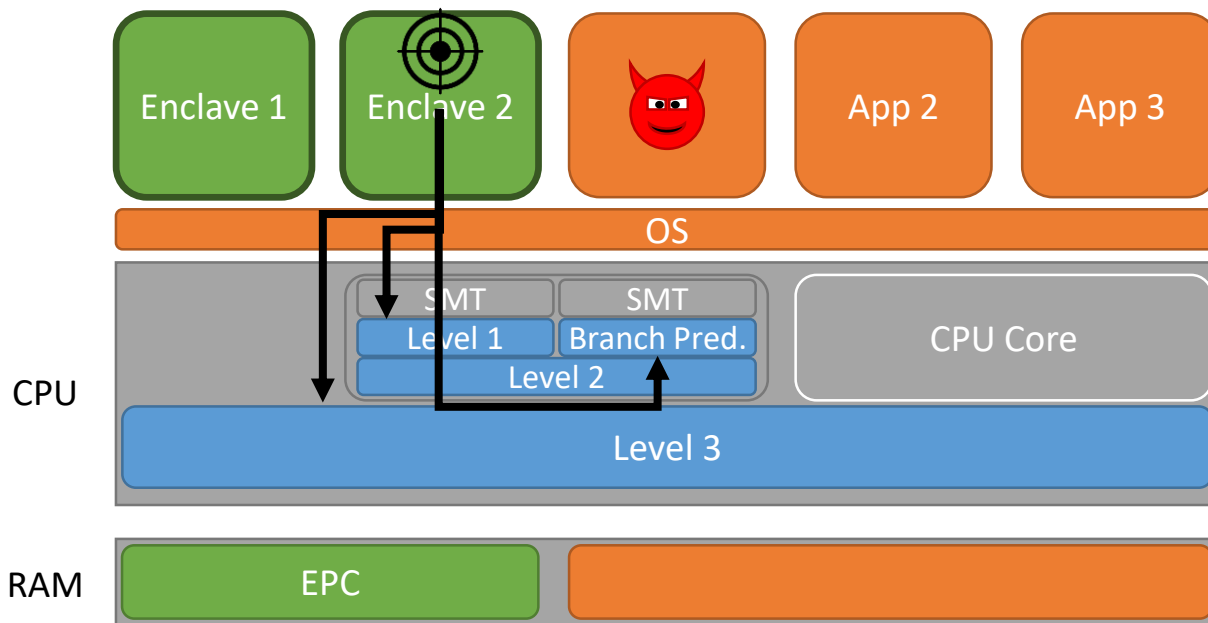 Enclave 1
Enclave 2
App 2
App 3
OS
CPU
SMT
SMT
Level 1
Branch Pred.
Level 2
CPU Core
Level 3
RAM
EPC